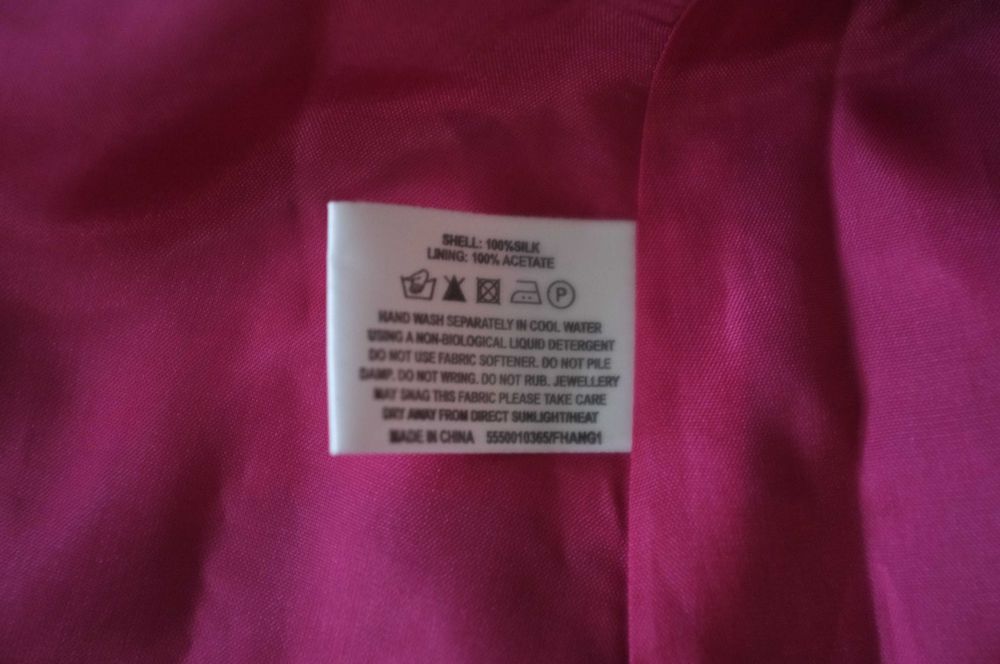 SHELL: 100%SILK
LINING: 100% ACETATE
P
HAND WASH SEPARATELY IN COOL WATER
USING A NON-BIOLOGICAL LIQUID DETERGENT
DO NOT USE FABRIC SOFTENER. DO NOT PILE
DAMP. DO NOT WRING. DO NOT RUB. JEWELLERY
MAY SNAG THIS FABRIC PLEASE TAKE CARE
DRY AWAY FROM DIRECT SUNLIGHT/HEAT
MADE IN CHINA 5550010365/FHANG1